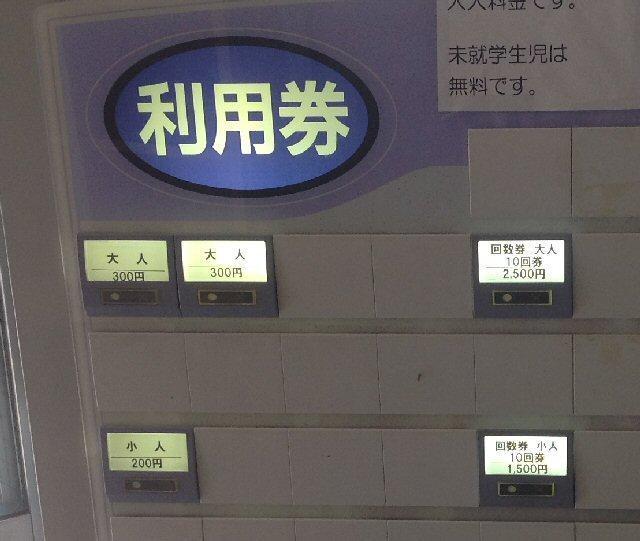 大人料金です。
未就学生児は
無料です。
利用券
大 人
300円
大 人
300円
回数券 大人
10回券
2,500円
小 人
200円
回数券 小人
10回券
1,500円